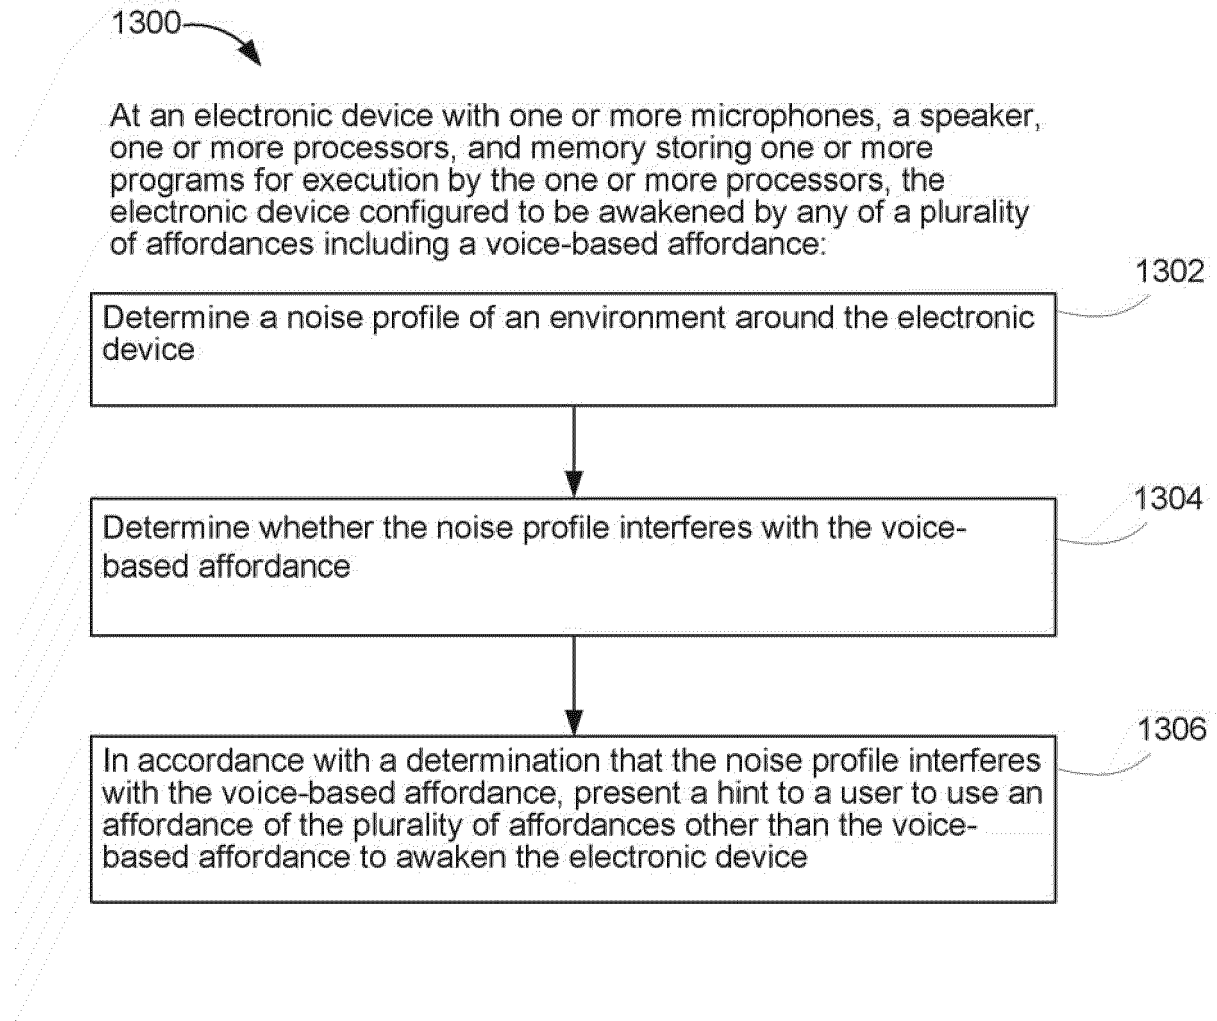 1300
At an electronic device with one or more microphones, a speaker,
one or more processors, and memory storing one or more
programs for execution by the one or more processors, the
electronic device configured to be awakened by any of a plurality
of affordances including a voice-based affordance:
1302
Determine a noise profile of an environment around the electronic
device
1304
Determine whether the noise profile interferes with the voice-
based affordance
1306
In accordance with a determination that the noise profile interferes
with the voice-based affordance, present a hint to a user to use an
affordance of the plurality of affordances other than the voice-
based affordance to awaken the electronic device